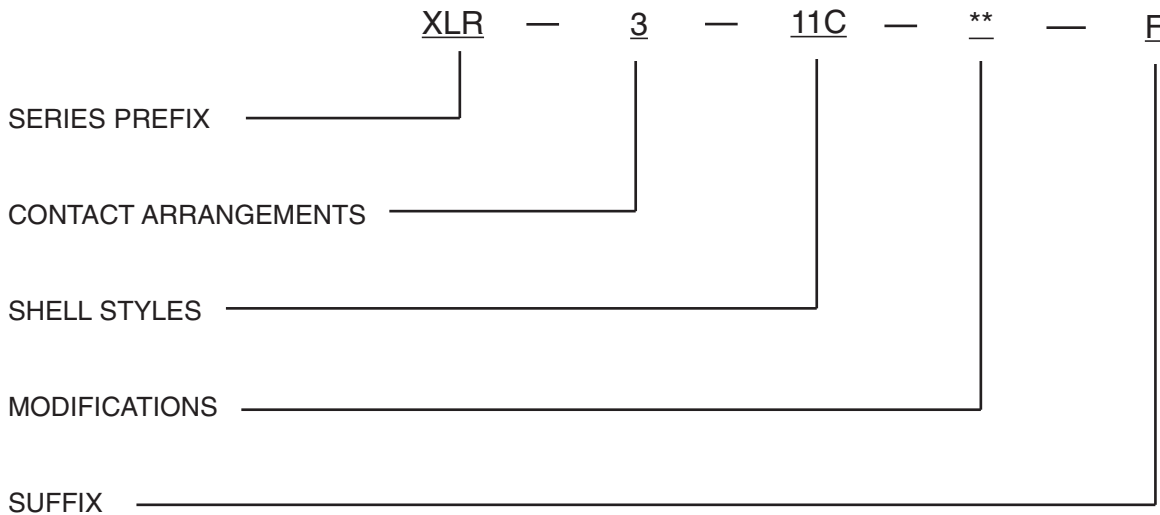 XLR — 3 — 11C — ** — F
SERIES PREFIX
CONTACT ARRANGEMENTS
SHELL STYLES
MODIFICATIONS
SUFFIX